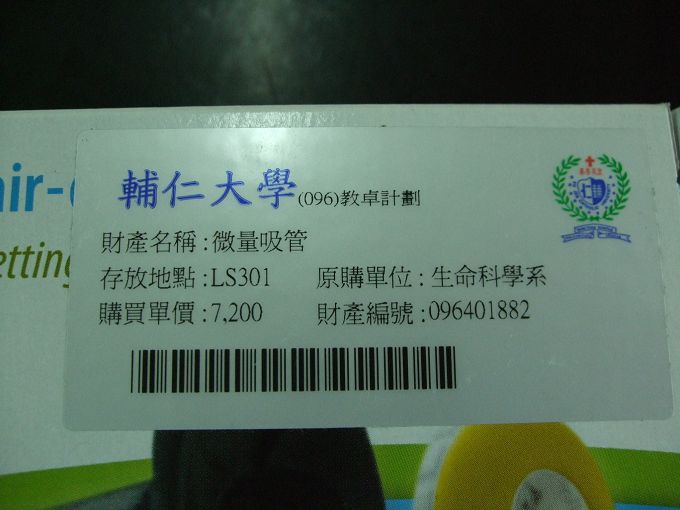 air-
etting
輔仁大學(096)教卓計劃
財產名稱:微量吸管
存放地點:LS301 原購單位:生命科學系
購買單價:7,200 財產編號:096401882